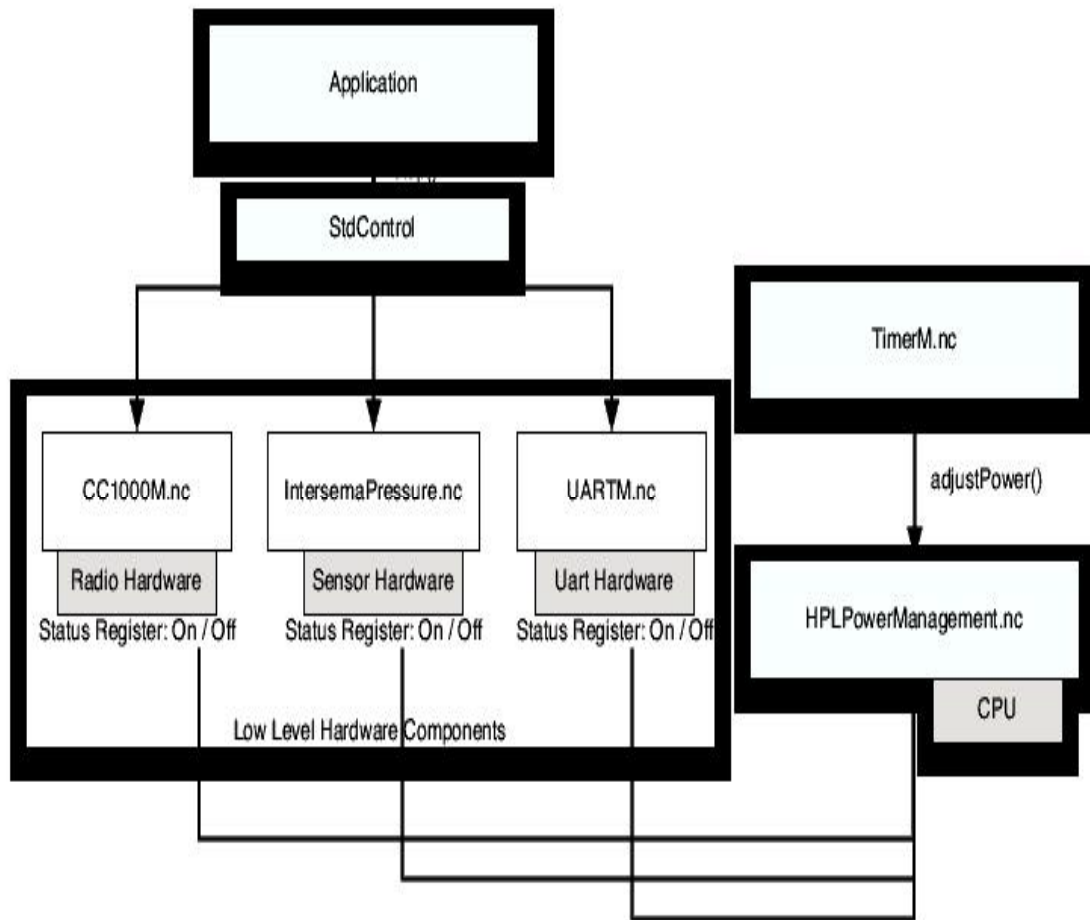 Application
StdControl
TimerM.nc
adjustPower()
CC1000M.nc
IntersemaPressure.nc
UARTM.nc
Radio Hardware
Sensor Hardware
Uart Hardware
Status Register: On / Off
Status Register: On / Off
Status Register: On / Off
HPLPowerManagement.nc
CPU
Low Level Hardware Components